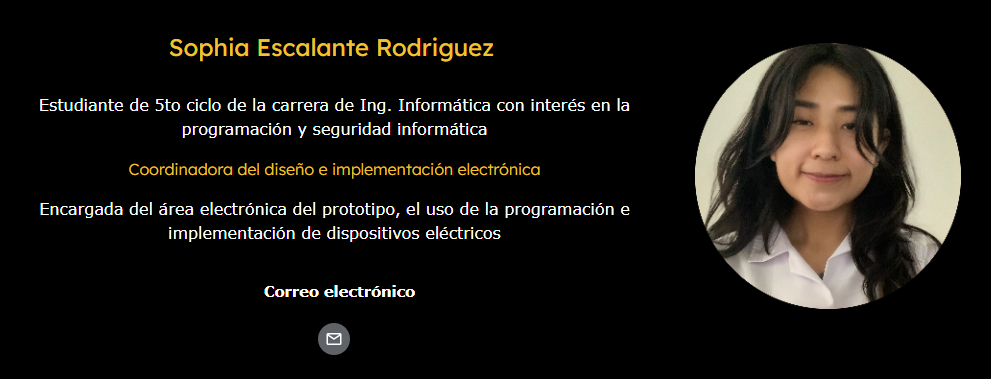 Sophia Escalante Rodriguez
Estudiante de 5to ciclo de la carrera de Ing. Informática con interés en la
programación y seguridad informática
Coordinadora del diseño e implementación electrónica
Encargada del área electrónica del prototipo, el uso de la programación e
implementación de dispositivos eléctricos
Correo electrónico